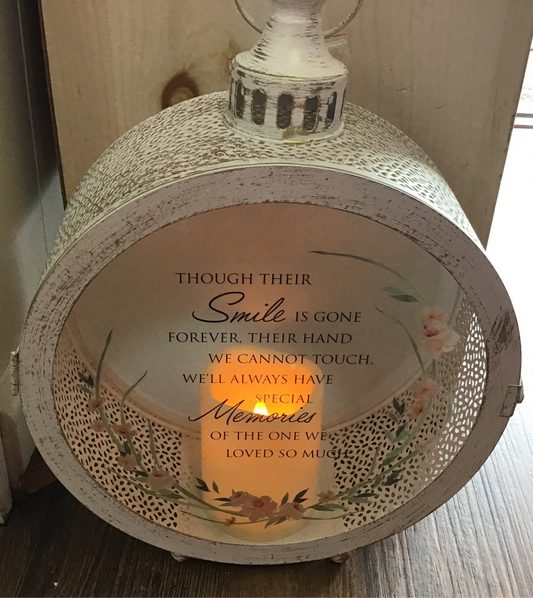 THOUGH THEIR
Smile IS GONE
FOREVER, THEIR HAND
WE CANNOT TOUCH.
WE'LL ALWAYS HAVE
SPECIAL
Memories
OF THE ONE WE
LOVED SO MUCH